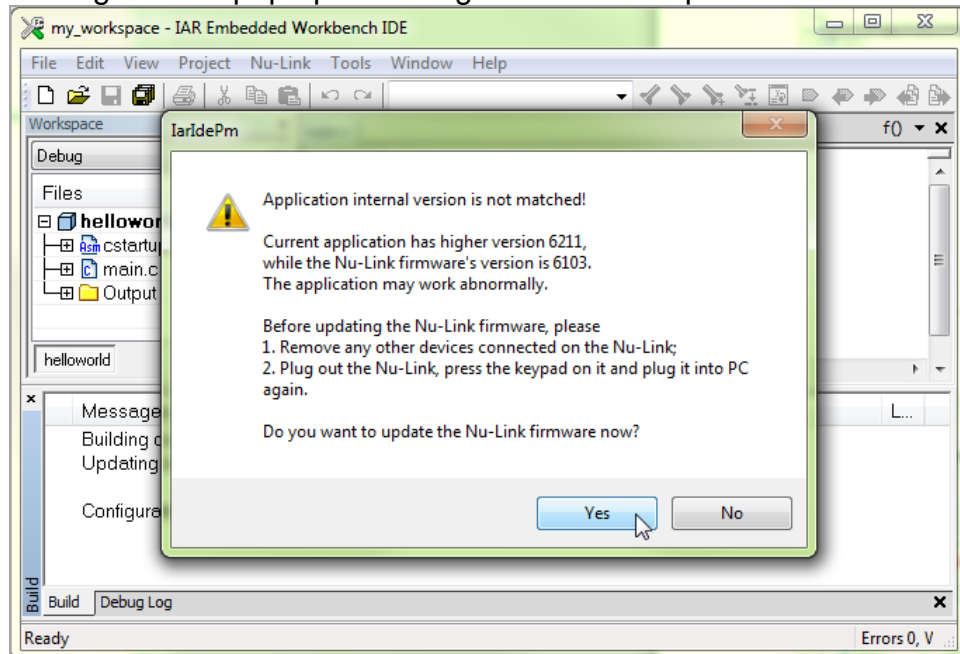 my_workspace - IAR Embedded Workbench IDE
File Edit View Project Nu-Link Tools Window Help
Workspace
IarIdePm
f()
Debug
Files
Application internal version is not matched!
hellowor
Current application has higher version 6211,
cstartu
while the Nu-Link firmware's version is 6103.
main.c
The application may work abnormally.
Output
Before updating the Nu-Link firmware, please
1. Remove any other devices connected on the Nu-Link;
helloworld
2. Plug out the Nu-Link, press the keypad on it and plug it into PC
again.
Message
L...
Building
Do you want to update the Nu-Link firmware now?
Updating
Configura
Yes No
Build
Build Debug Log
Ready
Errors 0, V